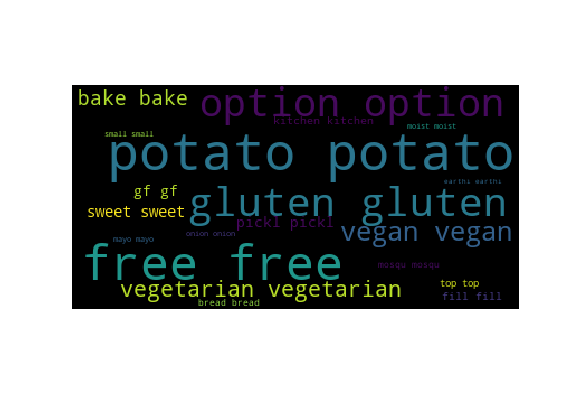 bake bake
option option
kitchen kitchen
moist moist
small small
potato potato
earthi earthi
gf gf
gluten gluten
sweet sweet
pickl pickl
vegan vegan
onion onion
mayo mayo
free free
mosqu mosqu
vegetarian vegetarian
top top
fill fill
bread bread